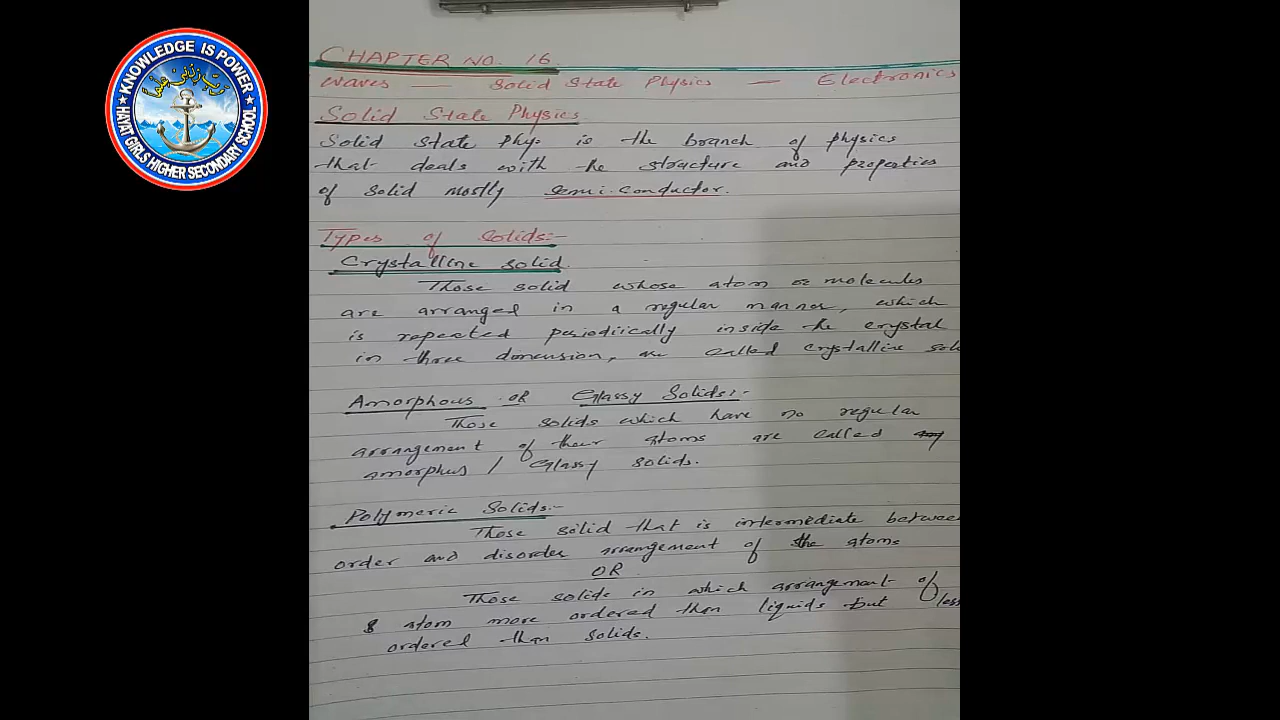 KNOWLEDGE IS POWER
HAYAT GIRLS HIGHER SECONDARY SCHOOL
CHAPTER NO. 16
Waves — Solid State Physics — Electronics
Solid State Physics
Solid state Phy. is the branch of physics
that deals with the structure and properties
of solid mostly semi-conductor.
Types of Solids:-
Crystalline solid
Those solid whose atom or molecules
are arranged in a regular manner, which
is repeated periodiically inside the crystal
in three dimension, are called crystalline soli
Amorphous OR Glassy Solids:-
Those solids which have no regular
arrangement of their atoms are called
amorphus / Glassy solids.
Polymeric Solids:-
Those solid that is intermediate betwee
order and disorder arrangement of the atoms
OR
Those solids in which arrangement of
atom more ordered than liquids but less
ordered than solids.